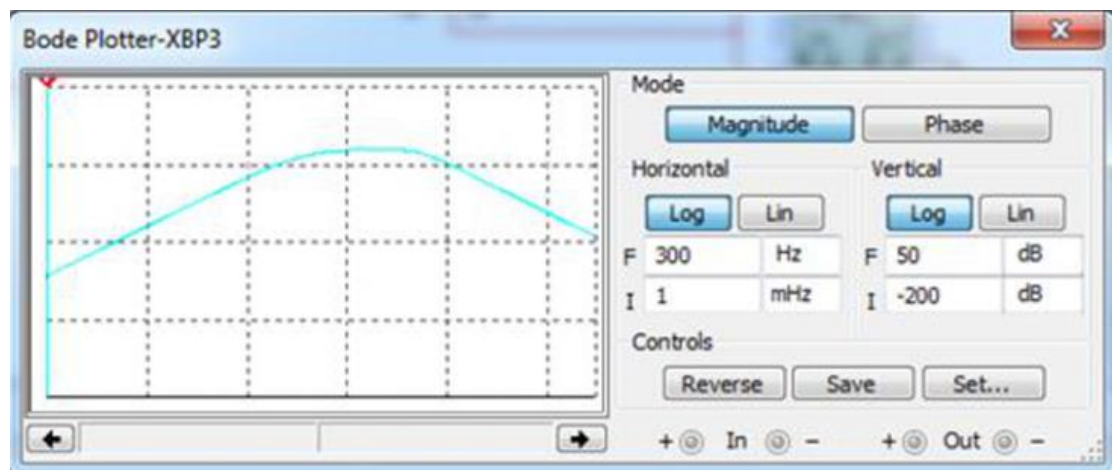 Bode Plotter-XBP3
Mode
Magnitude Phase
Horizontal Vertical
Log Lin Log Lin
F 300 Hz F 50 dB
I 1 mHz I -200 dB
Controls
Reverse Save Set...
+ In - + Out -